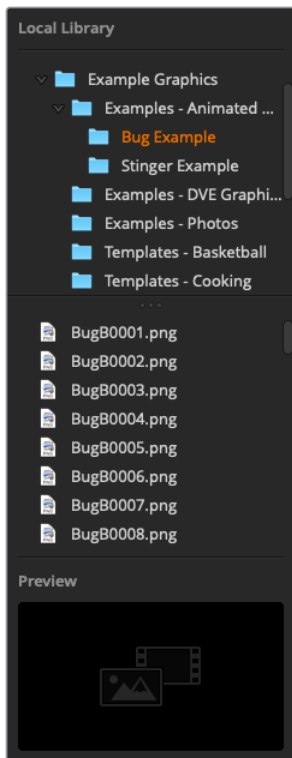 Local Library
Example Graphics
Examples - Animated ...
Bug Example
Stinger Example
Examples - DVE Graphi...
Examples - Photos
Templates - Basketball
Templates - Cooking
BugB0001.png
BugB0002.png
BugB0003.png
BugB0004.png
BugB0005.png
BugB0006.png
BugB0007.png
BugB0008.png
Preview